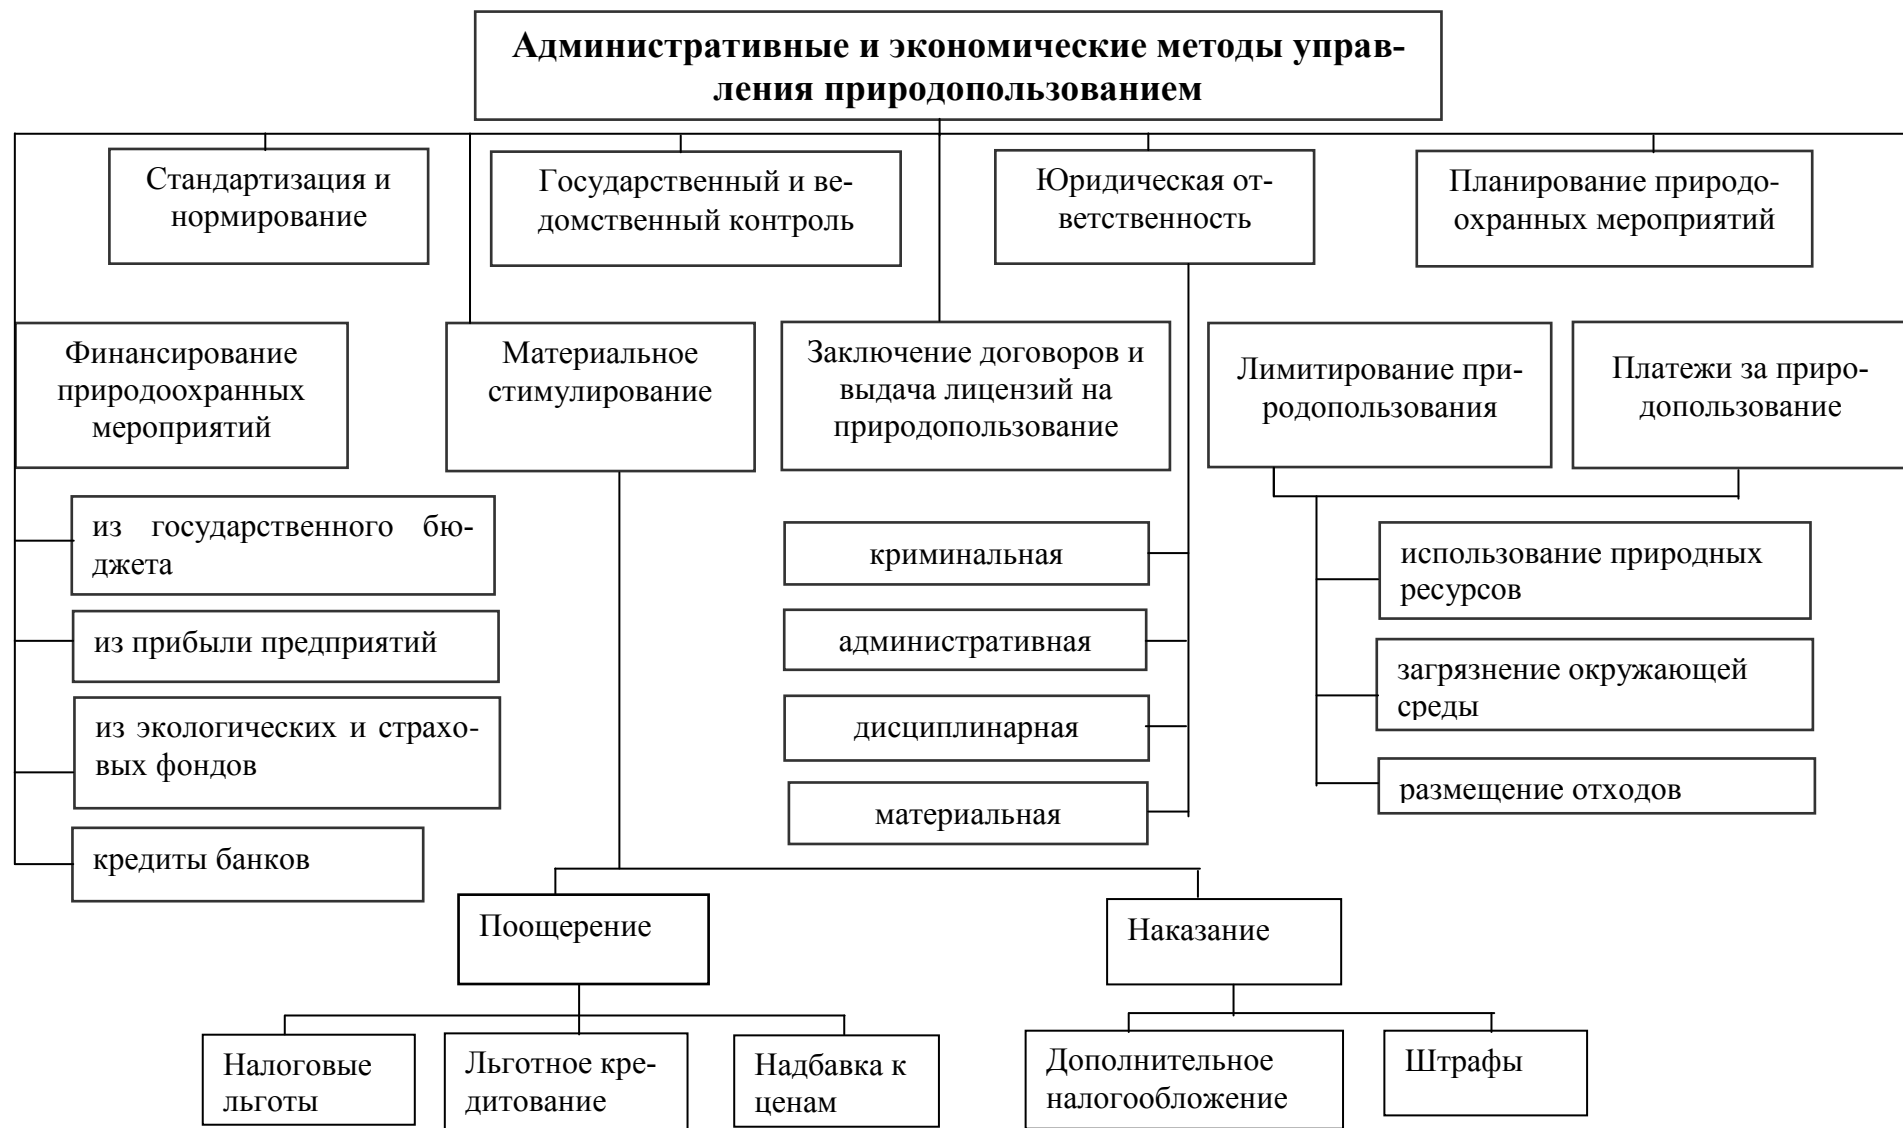 Административные и экономические методы управ-
ления природопользованием
Стандартизация и
нормирование
Государственный и ве-
домственный контроль
Юридическая от-
ветственность
Планирование природо-
охранных мероприятий
Финансирование
природоохранных
мероприятий
Материальное
стимулирование
Заключение договоров и
выдача лицензий на
природопользование
Лимитирование при-
родопользования
Платежи за приро-
допользование
из государственного бю-
джета
из прибыли предприятий
из экологических и страхо-
вых фондов
кредиты банков
криминальная
административная
дисциплинарная
материальная
использование природных
ресурсов
загрязнение окружающей
среды
размещение отходов
Поощрение
Наказание
Налоговые
льготы
Льготное кре-
дитование
Надбавка к
ценам
Дополнительное
налогообложение
Штрафы